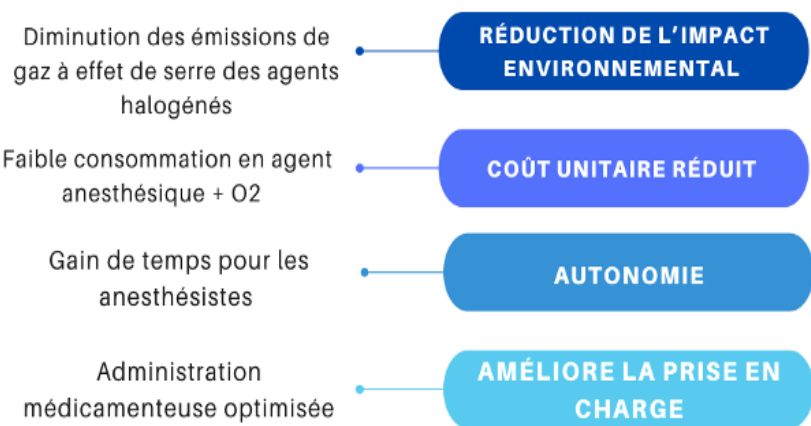 Diminution des émissions de
gaz à effet de serre des agents
halogénés
RÉDUCTION DE L'IMPACT
ENVIRONNEMENTAL
Faible consommation en agent
anesthésique + O2
COÛT UNITAIRE RÉDUIT
Gain de temps pour les
anesthésistes
AUTONOMIE
Administration
médicamenteuse optimisée
AMÉLIORE LA PRISE EN
CHARGE